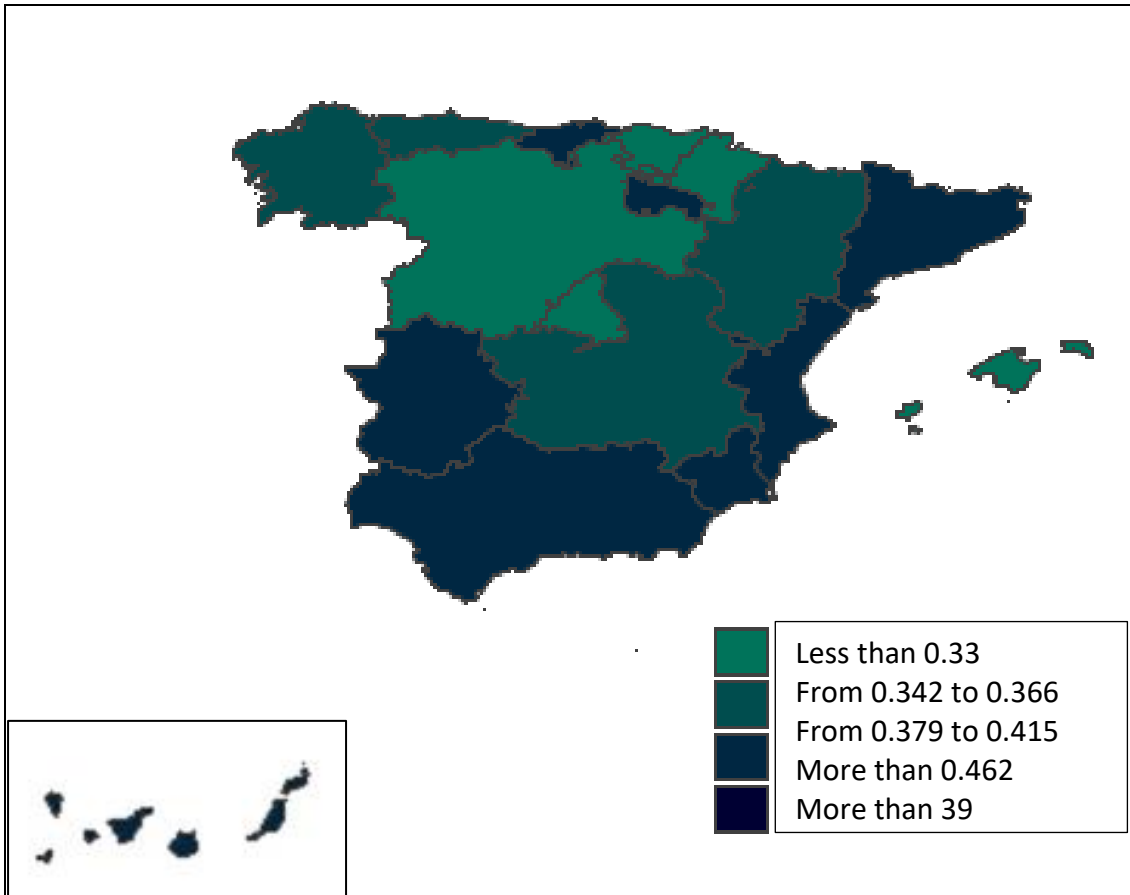 Less than 0.33
From 0.342 to 0.366
From 0.379 to 0.415
More than 0.462
More than 39